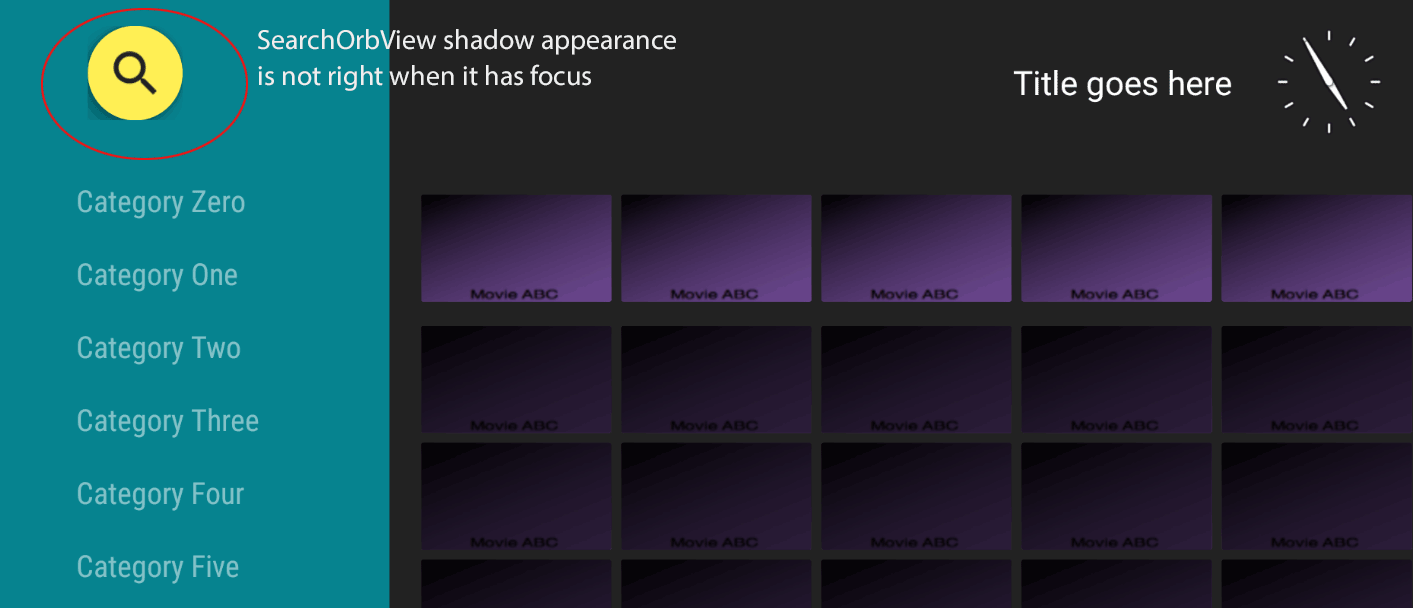 SearchOrbView shadow appearance
is not right when it has focus
Title goes here
Category Zero
Category One
Category Two
Category Three
Category Four
Category Five
Movie ABC Movie ABC Movie ABC Movie ABC Movie ABC
Movie ABC Movie ABC Movie ABC Movie ABC Movie ABC
Movie ABC Movie ABC Movie ABC Movie ABC Movie ABC